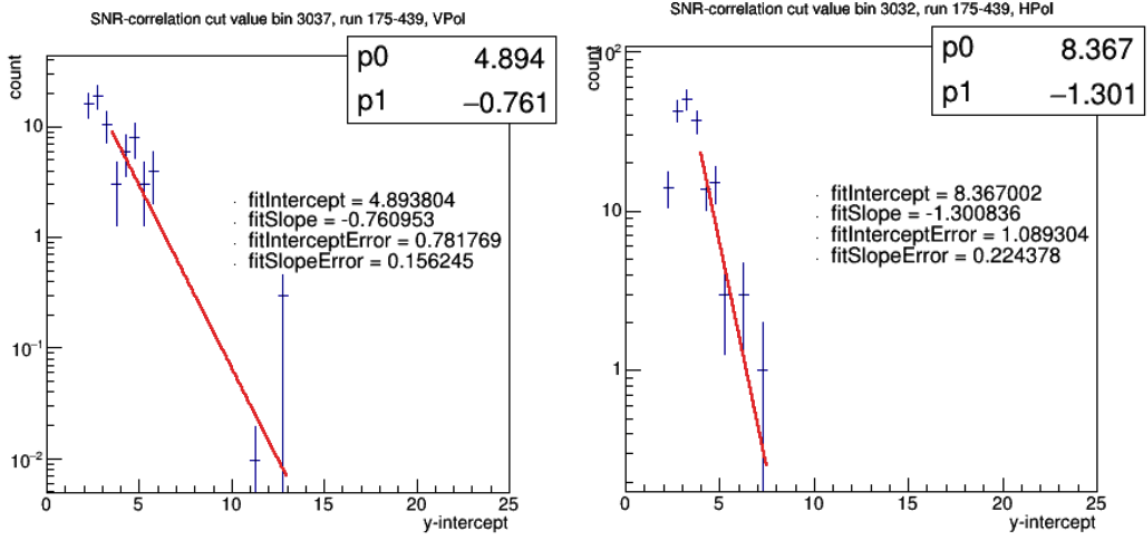 SNR-correlation cut value bin 3037, run 175-439, VPol
p0 4.894
p1 −0.761
count
10
1
10⁻¹
10⁻²
fitIntercept = 4.893804
fitSlope = -0.760953
fitInterceptError = 0.781769
fitSlopeError = 0.156245
0 5 10 15 20 25
y-intercept
SNR-correlation cut value bin 3032, run 175-439, HPol
p0 8.367
p1 −1.301
count
10²
10
1
fitIntercept = 8.367002
fitSlope = -1.300836
fitInterceptError = 1.089304
fitSlopeError = 0.224378
0 5 10 15 20 25
y-intercept